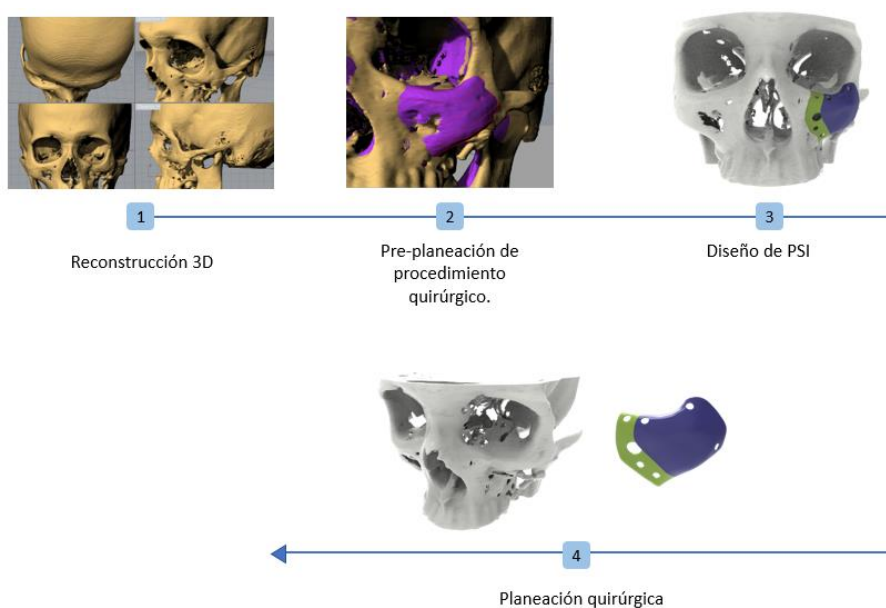 1
Reconstrucción 3D
2
Pre-planeación de
procedimiento
quirúrgico.
3
Diseño de PSI
4
Planeación quirúrgica